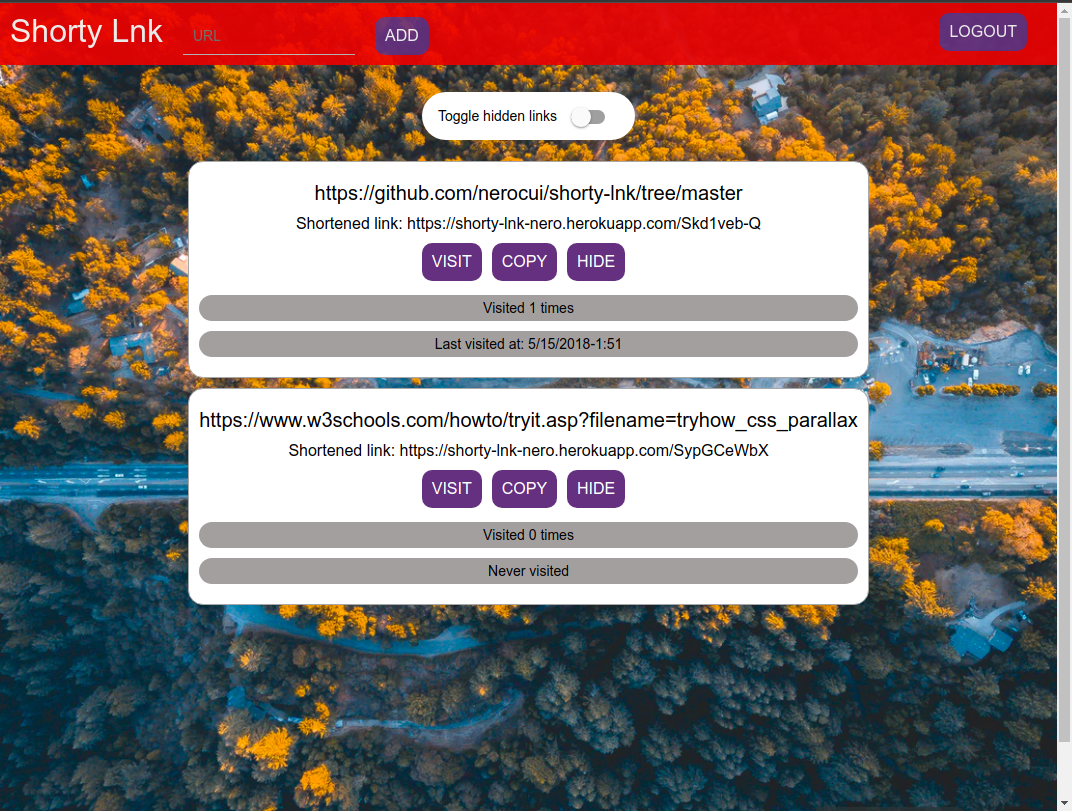 Shorty Lnk URL ADD LOGOUT
Toggle hidden links
https://github.com/nerocui/shorty-lnk/tree/master
Shortened link: https://shorty-lnk-nero.herokuapp.com/Skd1veb-Q
VISIT COPY HIDE
Visited 1 times
Last visited at: 5/15/2018-1:51
https://www.w3schools.com/howto/tryit.asp?filename=tryhow_css_parallax
Shortened link: https://shorty-lnk-nero.herokuapp.com/SypGCeWbX
VISIT COPY HIDE
Visited 0 times
Never visited